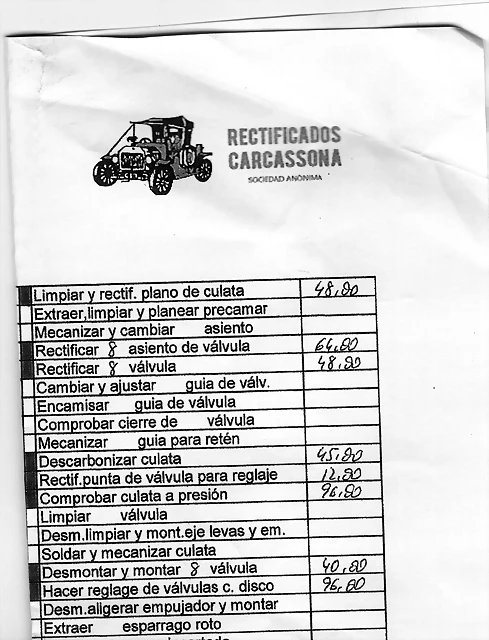 RECTIFICADOS
CARCASSONA
SOCIEDAD ANÓNIMA
Limpiar y rectif. plano de culata 48,00
Extraer,limpiar y planear precamar
Mecanizar y cambiar asiento
Rectificar 8 asiento de válvula 64,00
Rectificar 8 válvula 48,00
Cambiar y ajustar guia de válv.
Encamisar guia de válvula
Comprobar cierre de válvula
Mecanizar guia para retén
Descarbonizar culata 45,00
Rectif.punta de válvula para reglaje 12,00
Comprobar culata a presión 96,00
Limpiar válvula
Desm.limpiar y mont.eje levas y em.
Soldar y mecanizar culata
Desmontar y montar 8 válvula 40,00
Hacer reglage de válvulas c. disco 96,00
Desm.aligerar empujador y montar
Extraer esparrago roto